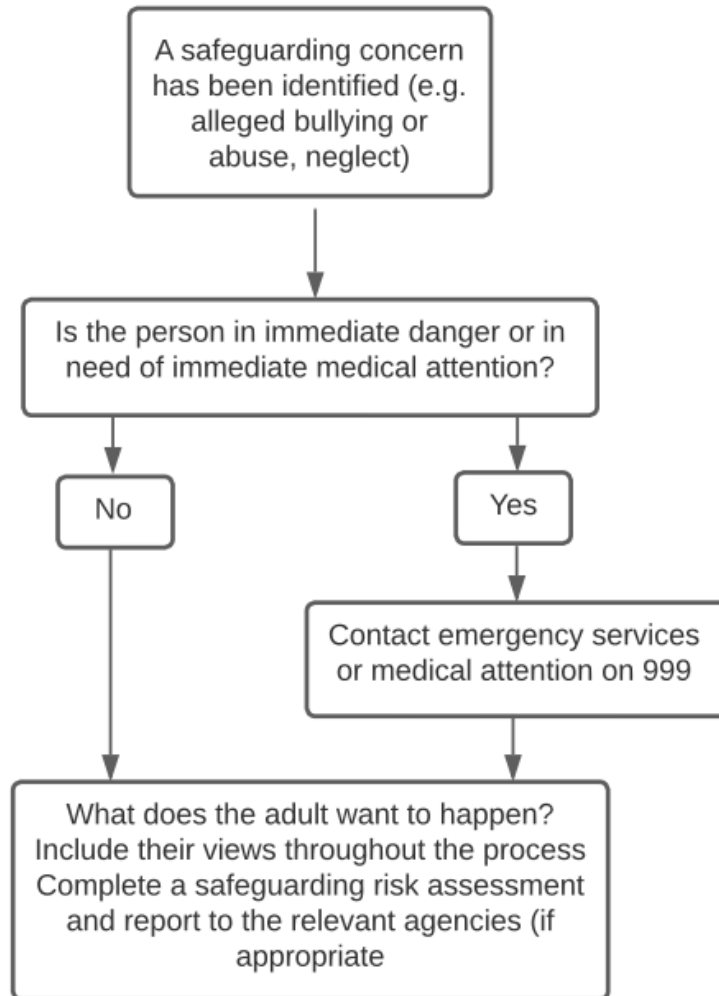 A safeguarding concern
has been identified (e.g.
alleged bullying or
abuse, neglect)
Is the person in immediate danger or in
need of immediate medical attention?
No
Yes
Contact emergency services
or medical attention on 999
What does the adult want to happen?
Include their views throughout the process
Complete a safeguarding risk assessment
and report to the relevant agencies (if
appropriate